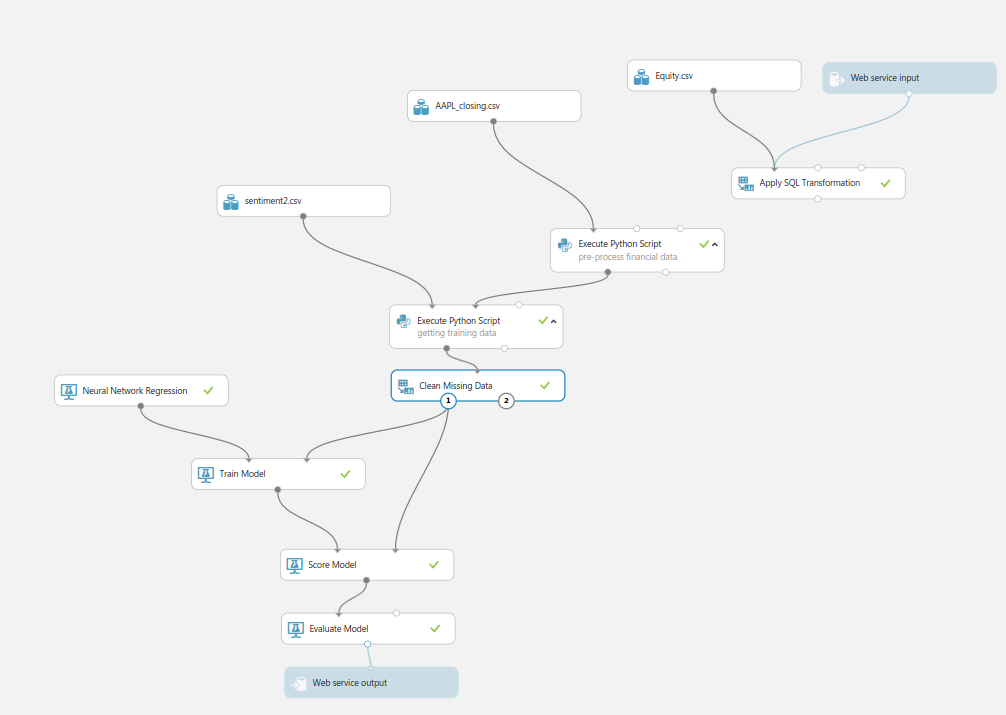 Equity.csv
Web service input
AAPL_closing.csv
Apply SQL Transformation
sentiment2.csv
Execute Python Script
pre-process financial data
Execute Python Script
getting training data
Clean Missing Data
1
2
Neural Network Regression
Train Model
Score Model
Evaluate Model
Web service output